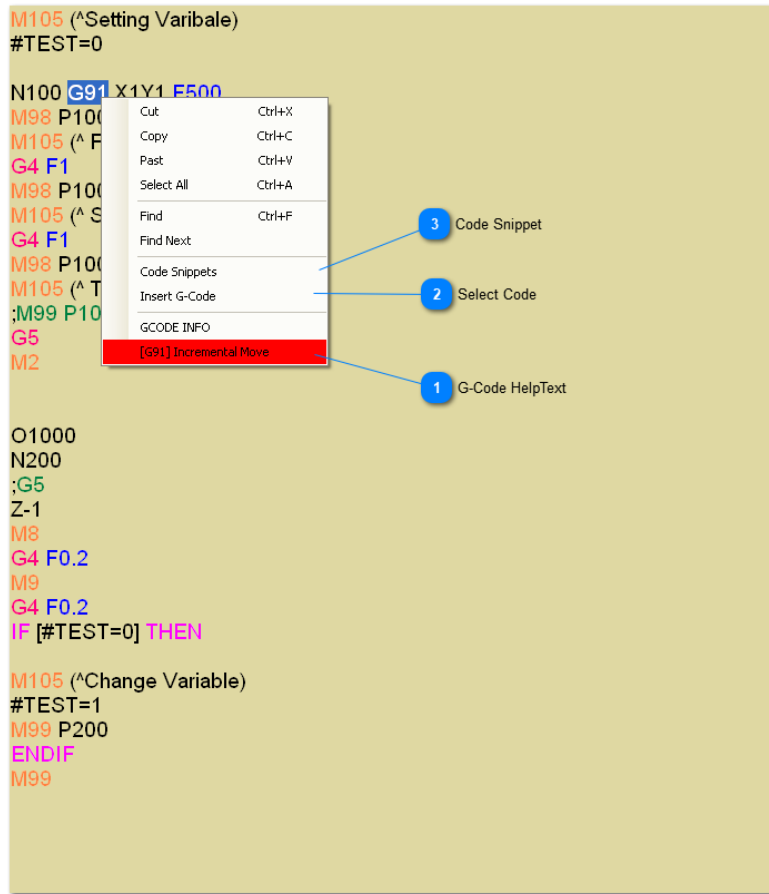 M105 (^Setting Varibale)
#TEST=0
N100 G91 X1Y1 F500
M98 P100
M105 (^ F
G4 F1
M98 P100
M105 (^ S
G4 F1
M98 P100
M105 (^ T
;M99 P10
G5
M2
Cut Ctrl+X
Copy Ctrl+C
Past Ctrl+V
Select All Ctrl+A
Find Ctrl+F
Find Next
Code Snippets
Insert G-Code
GCODE INFO
[G91] Incremental Move
3 Code Snippet
2 Select Code
1 G-Code HelpText
O1000
N200
;G5
Z-1
M8
G4 F0.2
M9
G4 F0.2
IF [#TEST=0] THEN
M105 (^Change Variable)
#TEST=1
M99 P200
ENDIF
M99